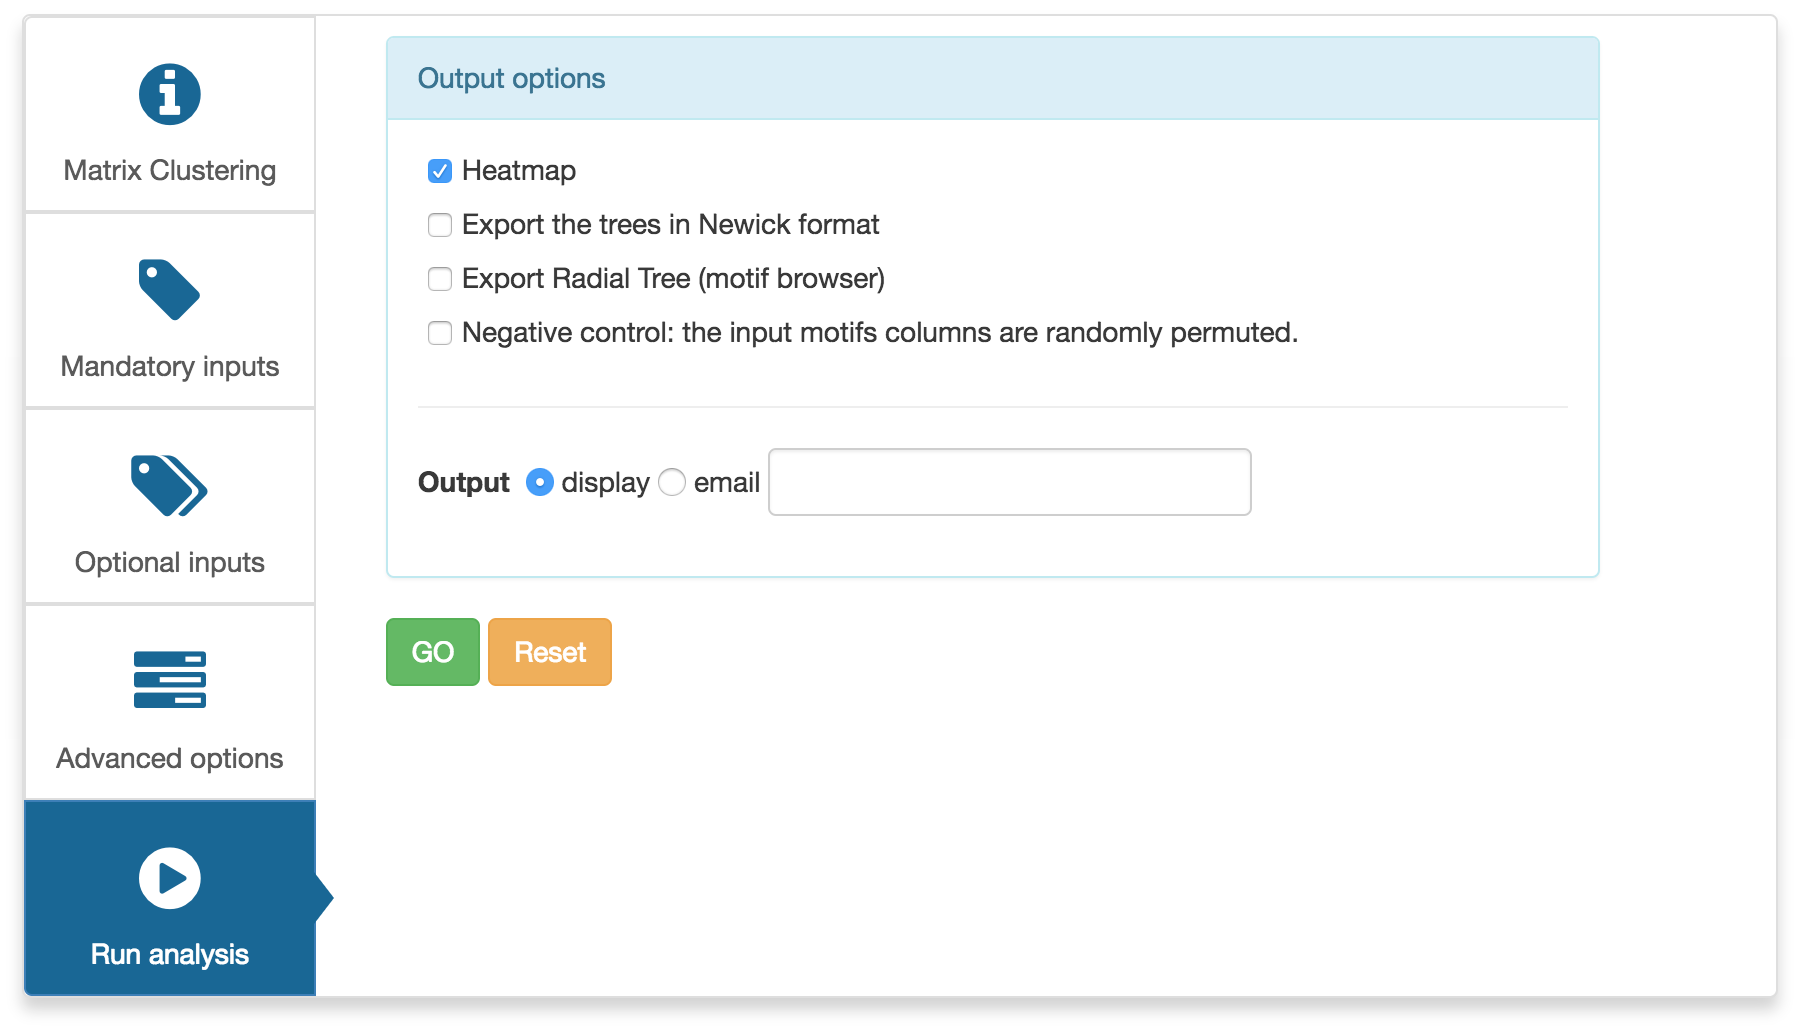 Matrix Clustering
Mandatory inputs
Optional inputs
Advanced options
Run analysis
Output options
Heatmap
Export the trees in Newick format
Export Radial Tree (motif browser)
Negative control: the input motifs columns are randomly permuted.
Output display email
GO Reset